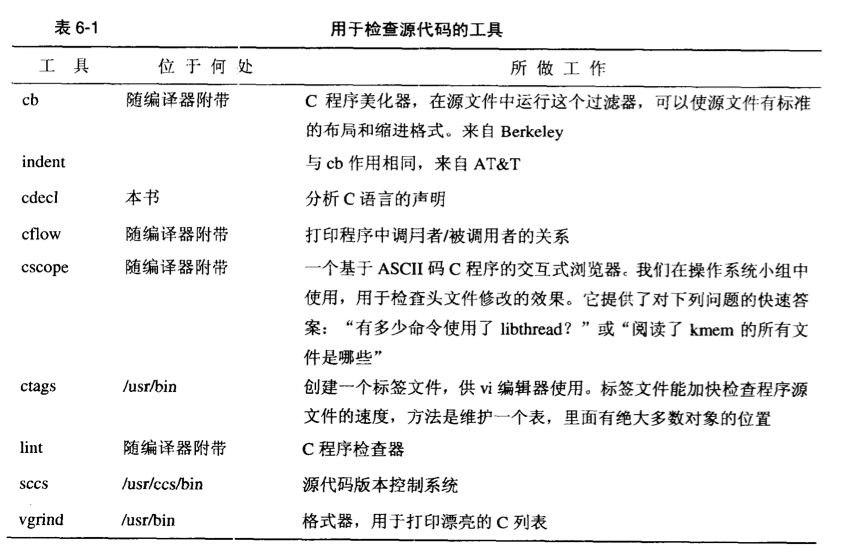 表 6-1 用于检查源代码的工具
工 具 位 于 何 处 所 做 工 作
cb 随编译器附带 C 程序美化器，在源文件中运行这个过滤器，可以使源文件有标准
的布局和缩进格式。来自 Berkeley
indent 与 cb 作用相同，来自 AT&T
cdecl 本书 分析 C 语言的声明
cflow 随编译器附带 打印程序中调用者/被调用者的关系
cscope 随编译器附带 一个基于 ASCII 码 C 程序的交互式浏览器。我们在操作系统小组中
使用，用于检查头文件修改的效果。它提供了对下列问题的快速答
案：“有多少命令使用了 libthread？”或“阅读了 kmem 的所有文
件是哪些”
ctags /usr/bin 创建一个标签文件，供 vi 编辑器使用。标签文件能加快检查程序源
文件的速度，方法是维护一个表，里面有绝大多数对象的位置
lint 随编译器附带 C 程序检查器
sccs /usr/ccs/bin 源代码版本控制系统
vgrind /usr/bin 格式器，用于打印漂亮的 C 列表